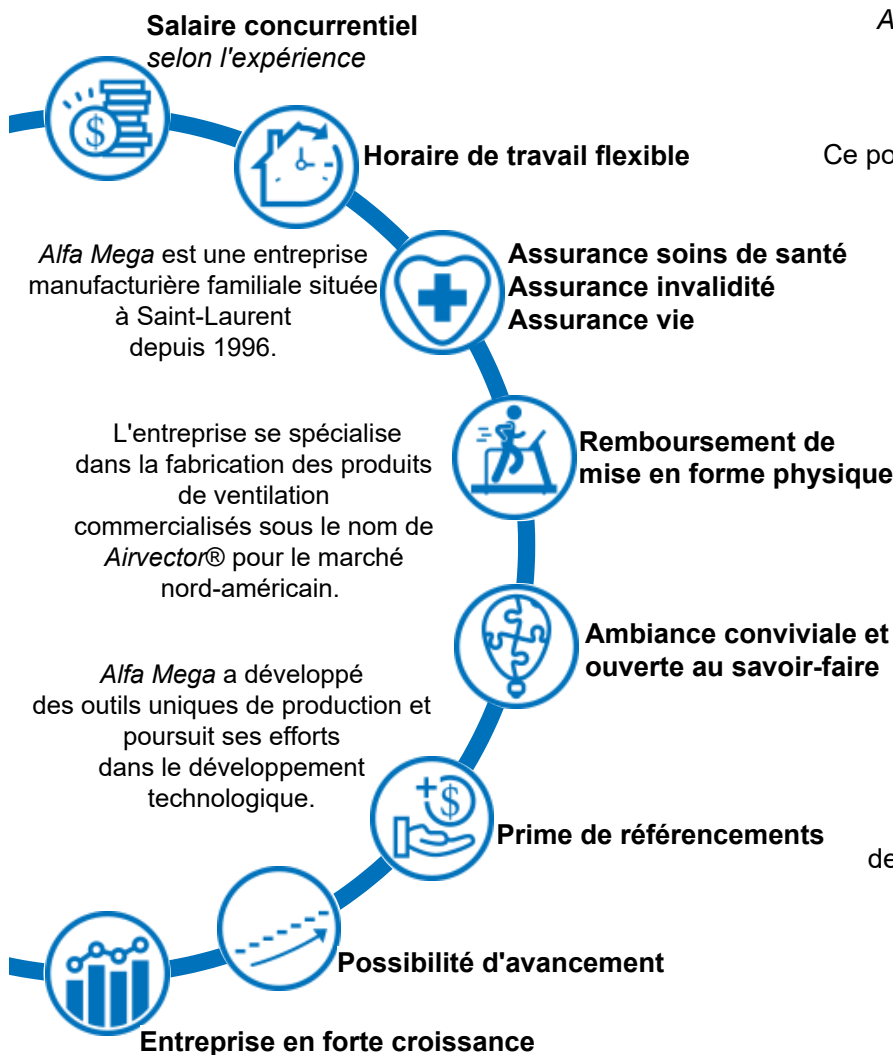 Salaire concurrentiel
selon l'expérience
$
Horaire de travail flexible
Alfa Mega est une entreprise
manufacturière familiale située
à Saint-Laurent
depuis 1996.
Assurance soins de santé
Assurance invalidité
Assurance vie
L'entreprise se spécialise
dans la fabrication des produits
de ventilation
commercialisés sous le nom de
Airvector® pour le marché
nord-américain.
Remboursement de
mise en forme physique
Ambiance conviviale et
ouverte au savoir-faire
Alfa Mega a développé
des outils uniques de production et
poursuit ses efforts
dans le développement
technologique.
+$
Prime de référencements
Possibilité d'avancement
Entreprise en forte croissance
A
Ce po
de